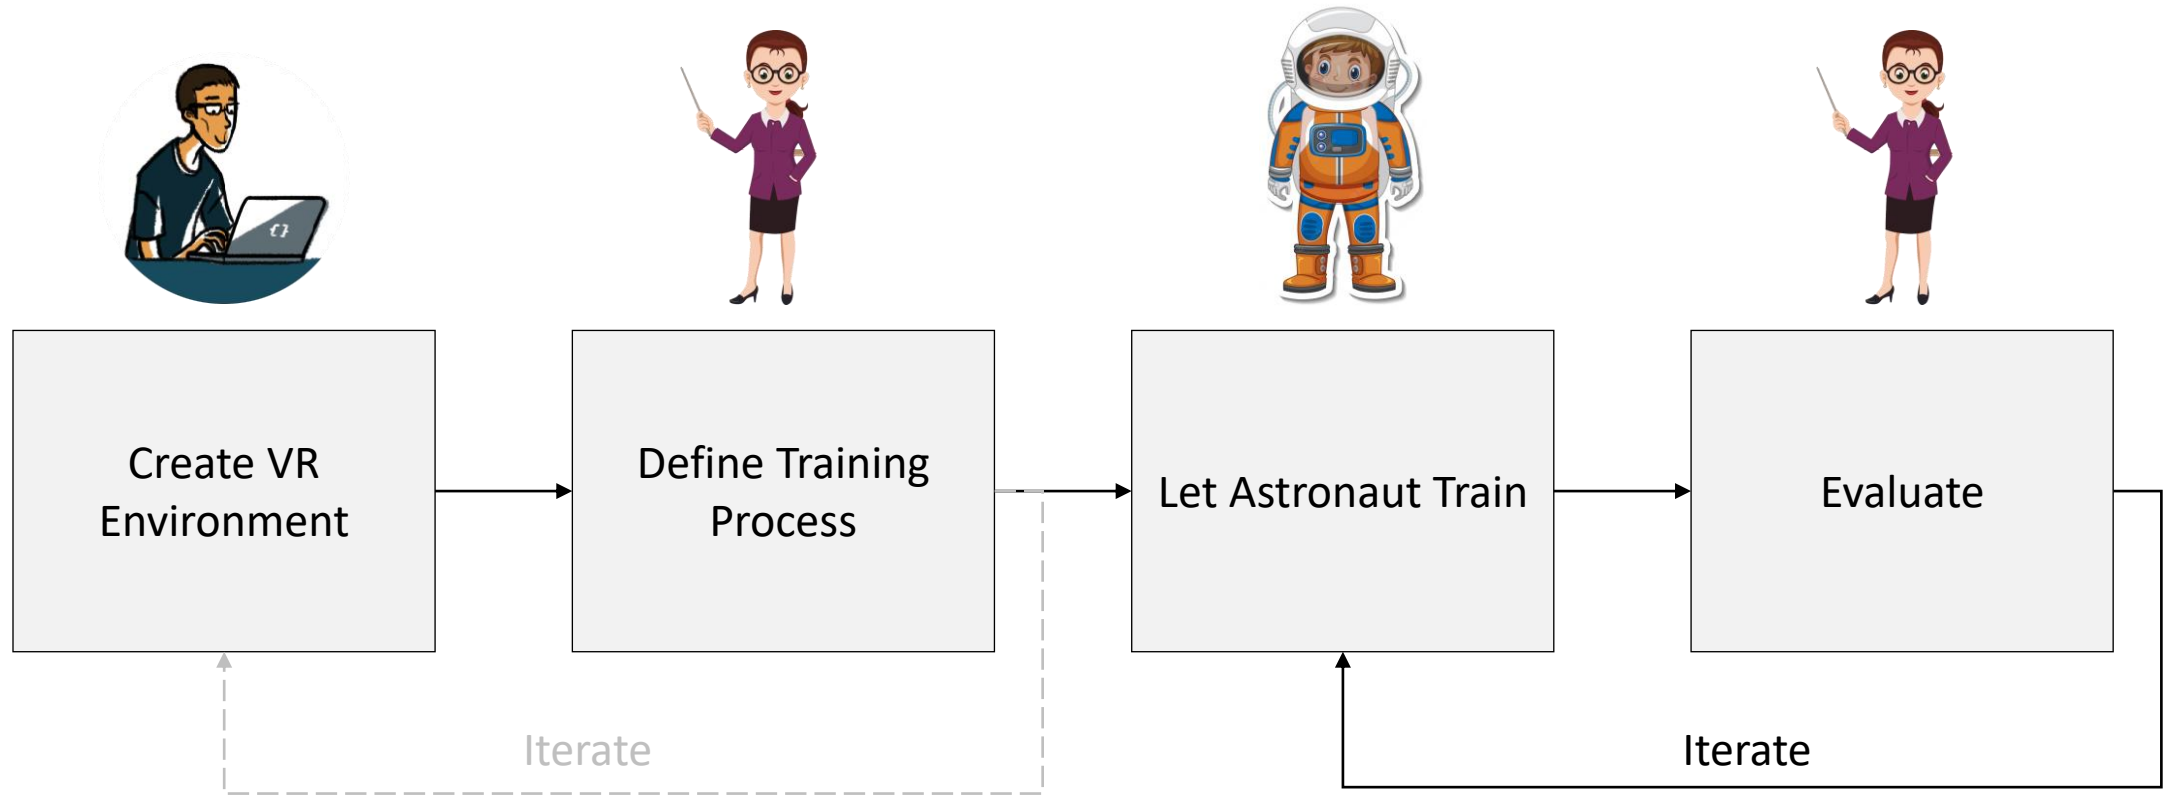 {}
Create VR
Environment
Define Training
Process
Let Astronaut Train
Evaluate
Iterate
Iterate